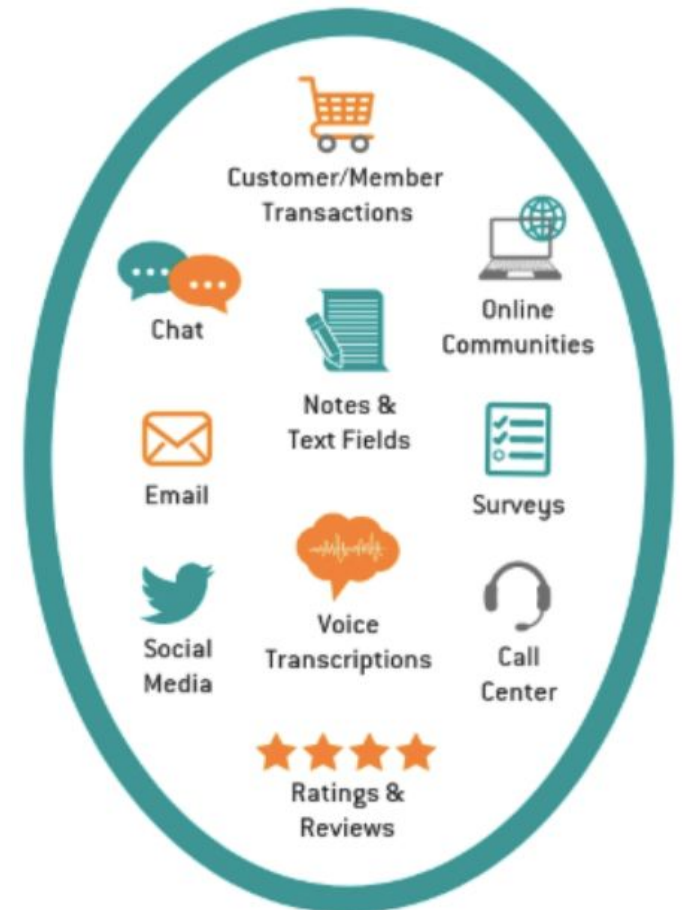 Customer/Member
Transactions
Chat
Online
Communities
Notes &
Text Fields
Email
Surveys
Social
Media
Voice
Transcriptions
Call
Center
Ratings &
Reviews